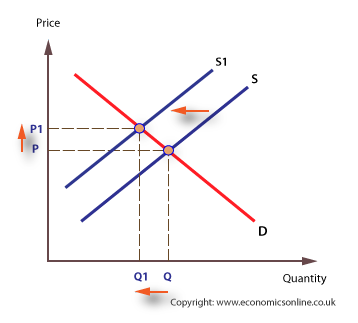 Price
S1
S
P1
P
D
Q1 Q
Quantity
Copyright: www.economicsonline.co.uk